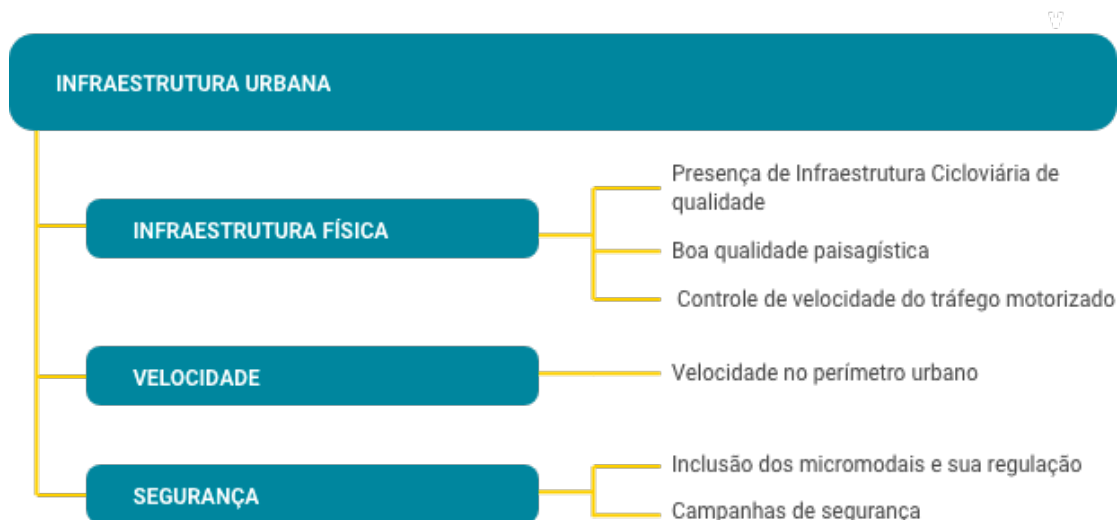 INFRAESTRUTURA URBANA
INFRAESTRUTURA FÍSICA
Presença de Infraestrutura Cicloviária de
qualidade
Boa qualidade paisagística
Controle de velocidade do tráfego motorizado
VELOCIDADE
Velocidade no perímetro urbano
SEGURANÇA
Inclusão dos micromodais e sua regulação
Campanhas de segurança